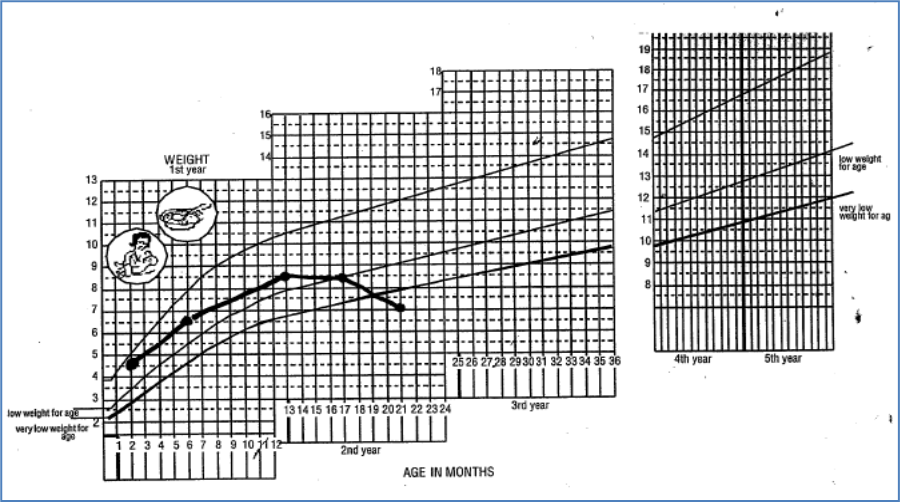 WEIGHT
1st year
13
12
11
10
9
8
7
6
5
4
3
2
low weight for age
very low weight for
age
1 2 3 4 5 6 7 8 9 10 11 12
16
15
14
13 14 15 16 17 18 19 20 21 22 23 24
2nd year
18
17
25 26 27 28 29 30 31 32 33 34 35 36
3rd year
19
18
17
16
15
14
13
12
11
10
9
8
low weight
for age
very low
weight for ag
4th year 5th year
AGE IN MONTHS